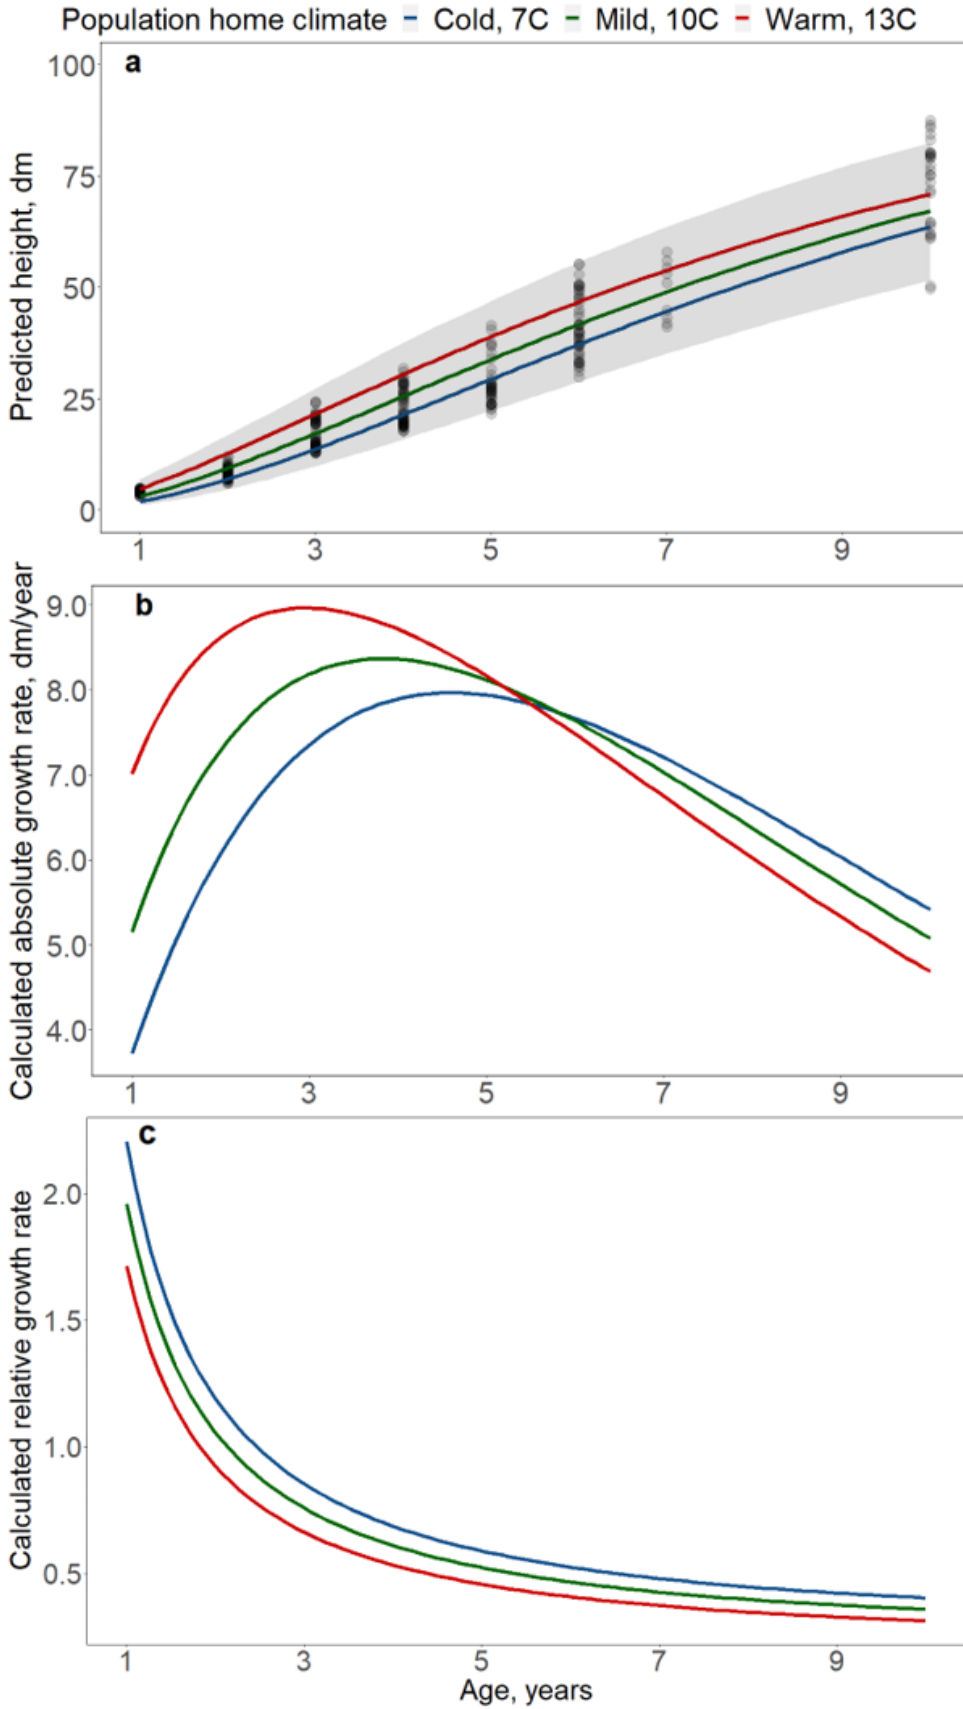 Population home climate Cold, 7C Mild, 10C Warm, 13C
a
Predicted height, dm
100
75
50
25
0
1 3 5 7 9
b
Calculated absolute growth rate, dm/year
9.0
8.0
7.0
6.0
5.0
4.0
1 3 5 7 9
c
Calculated relative growth rate
2.0
1.5
1.0
0.5
1 3 5 7 9
Age, years